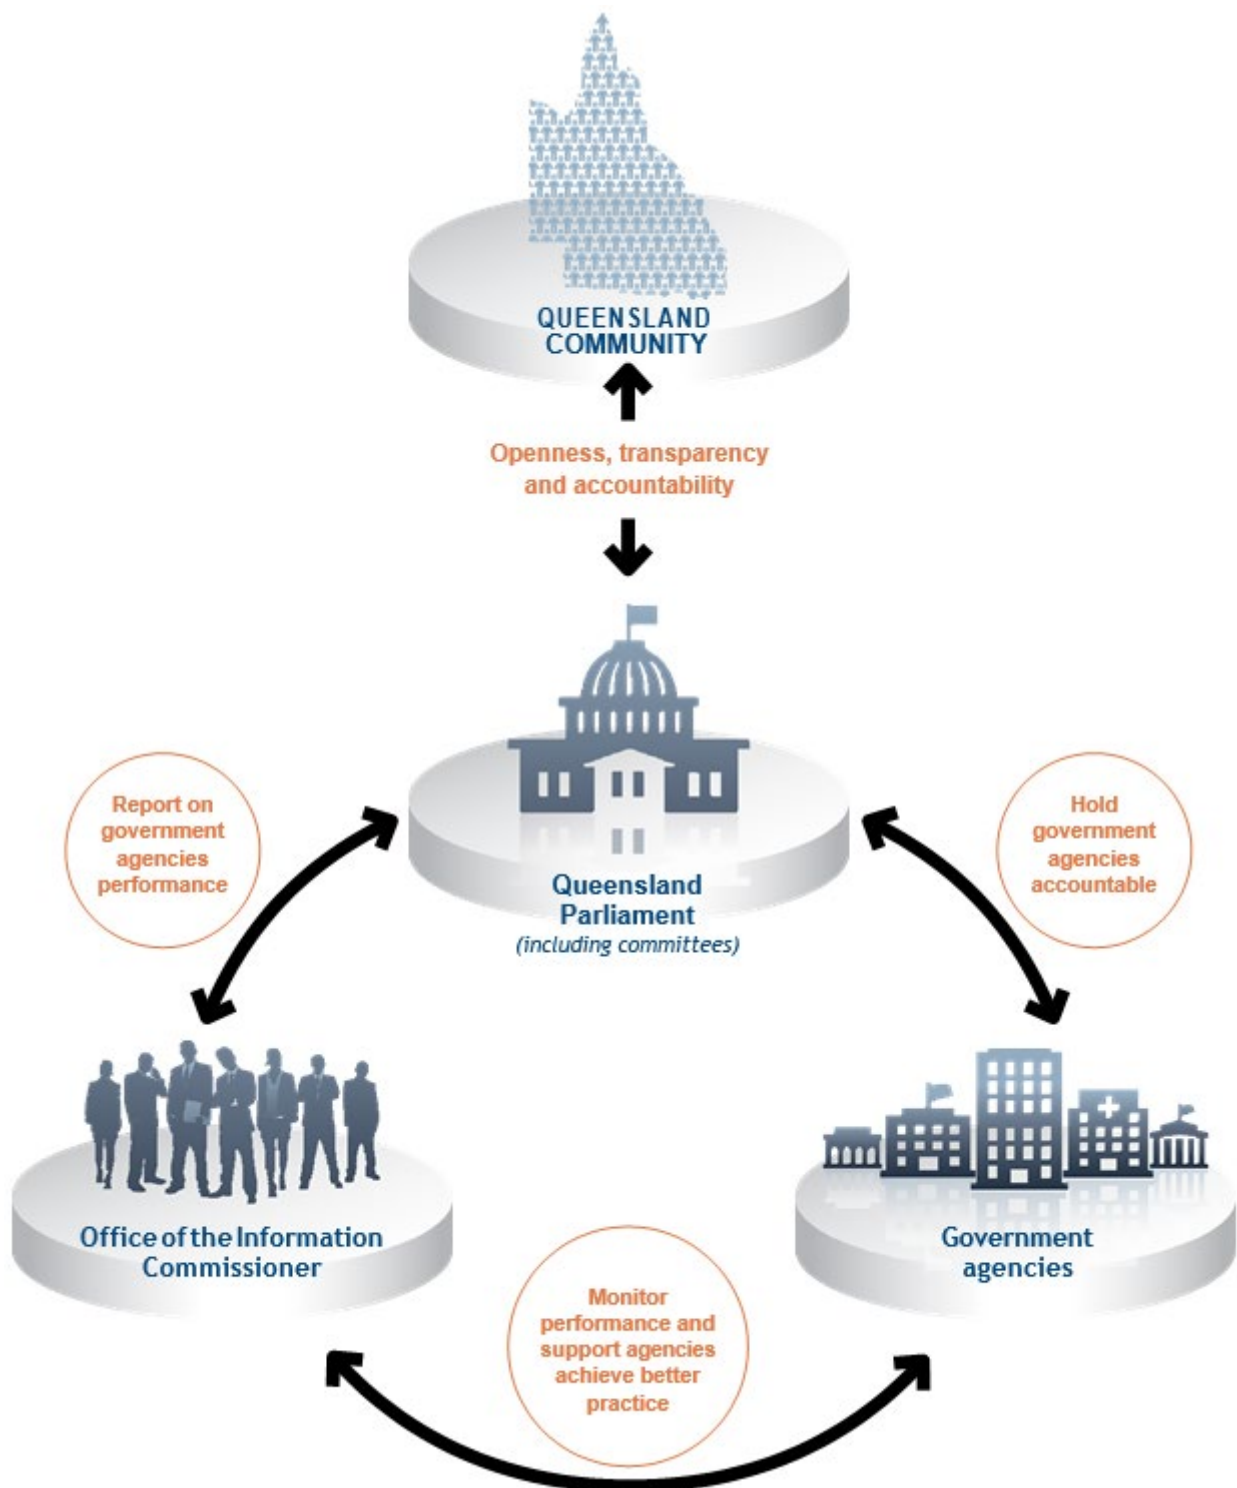 QUEENSLAND
COMMUNITY
Openness, transparency
and accountability
Report on
government
agencies
performance
Hold
government
agencies
accountable
Queensland
Parliament
(including committees)
Office of the Information
Commissioner
Government
agencies
Monitor
performance and
support agencies
achieve better
practice